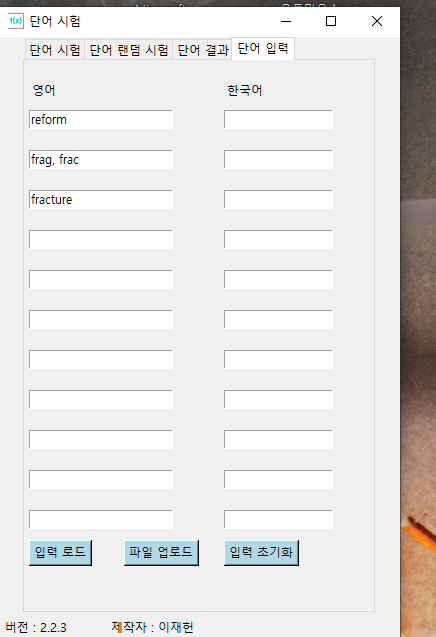 f(x) 단어 시험
단어 시험 단어 랜덤 시험 단어 결과 단어 입력
영어 한국어
reform
frag, frac
fracture
입력 로드 파일 업로드 입력 초기화
버전 : 2.2.3 제작자 : 이재헌